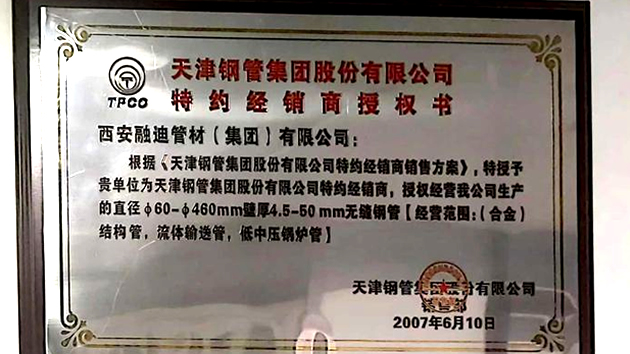 TPCO
天津钢管集团股份有限公司
特约经销商授权书
西安融迪管材(集团)有限公司:
根据《天津钢管集团股份有限公司特约经销商销售方案》,特授予
贵单位为天津钢管集团股份有限公司特约经销商,授权经营我公司生产
的直径φ60-φ460mm壁厚4.5-50 mm无缝钢管【经营范围:(合金)
结构管,流体输送管,低中压锅炉管】
天津钢管集团股份有限公司
2007年6月10日